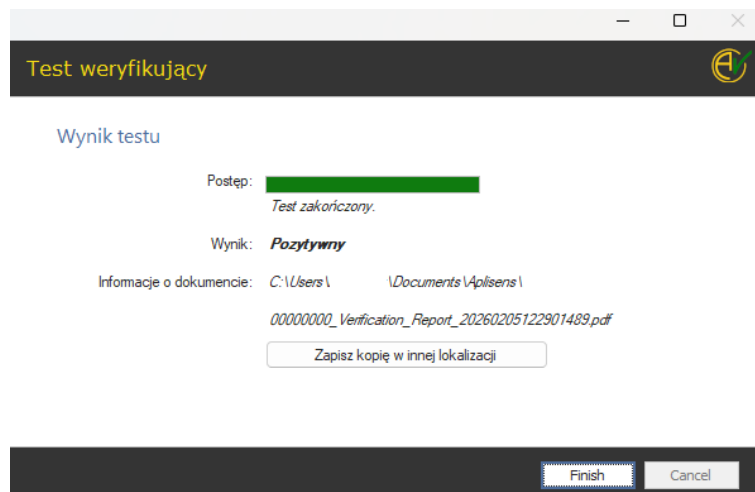 Test weryfikujący
Wynik testu
Postęp:
Test zakończony.
Wynik: Pozytywny
Informacje o dokumencie: C:\Users\ \Documents\Aplisens\
00000000_Verification_Report_20260205122901489.pdf
Zapisz kopię w innej lokalizacji
Finish Cancel